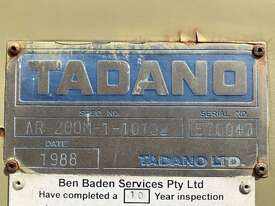 TADANO
SPEC. NO.
SERIAL NO.
AR 200M-1-10132
DATE
1988
TADANO LTD.
Ben Baden Services Pty Ltd
Have completed a 10 Year inspection